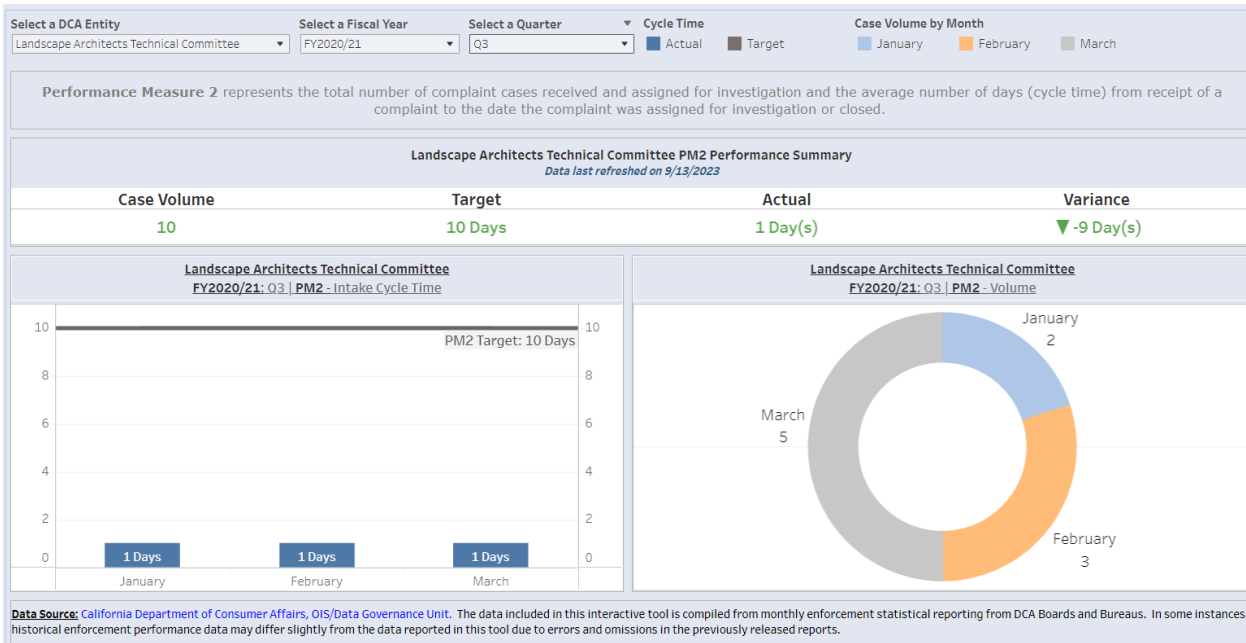 Select a DCA Entity
Select a Fiscal Year
Select a Quarter
Cycle Time
Case Volume by Month
Landscape Architects Technical Committee
FY2020/21
Q3
Actual
Target
January
February
March
Performance Measure 2 represents the total number of complaint cases received and assigned for investigation and the average number of days (cycle time) from receipt of a
complaint to the date the complaint was assigned for investigation or closed.
Landscape Architects Technical Committee PM2 Performance Summary
Data last refreshed on 9/13/2023
Case Volume
Target
Actual
Variance
10
10 Days
1 Day(s)
▼ -9 Day(s)
Landscape Architects Technical Committee
FY2020/21: Q3 | PM2 - Intake Cycle Time
10
8
6
4
2
0
PM2 Target: 10 Days
10
8
6
4
2
0
1 Days
1 Days
1 Days
January
February
March
Landscape Architects Technical Committee
FY2020/21: Q3 | PM2 - Volume
January
2
March
5
February
3
Data Source: California Department of Consumer Affairs, OIS/Data Governance Unit. The data included in this interactive tool is compiled from monthly enforcement statistical reporting from DCA Boards and Bureaus. In some instances
historical enforcement performance data may differ slightly from the data reported in this tool due to errors and omissions in the previously released reports.